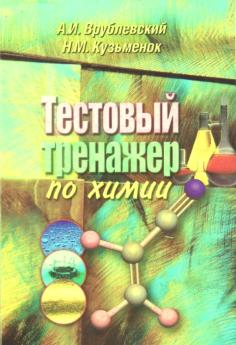 А.И. Врублевский
Н.М. Кузьменок
Тестовый
тренажер
по химии